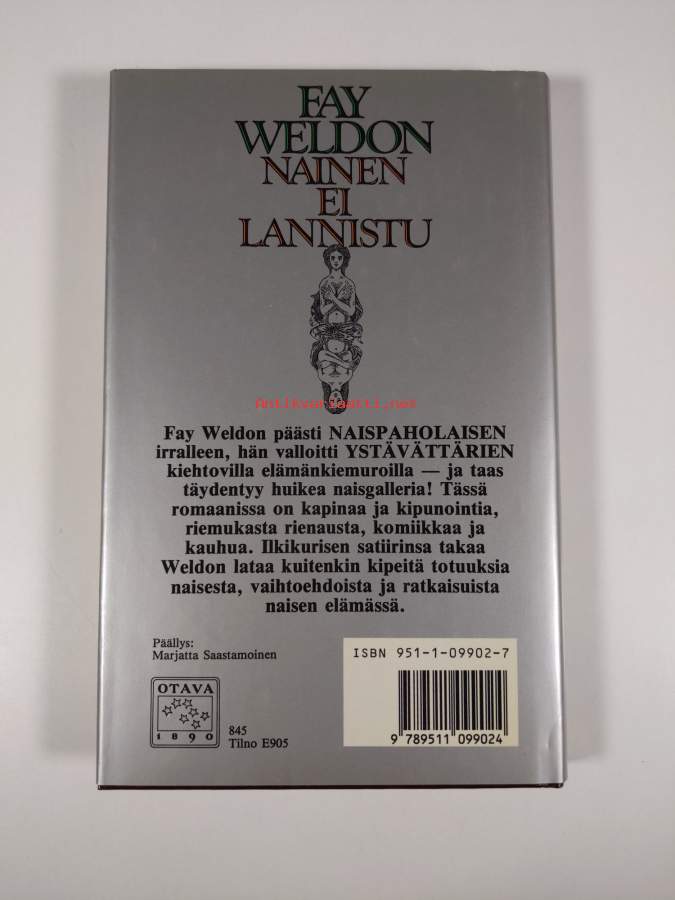 FAY
WELDON
NAINEN
EI
LANNISTU
Antikvariaatti.net
Fay Weldon päästi NAISPAHOLAISEN
irralleen, hän valloitti YSTÄVÄTTÄRIEN
kiehtovilla elämänkiemuroilla — ja taas
täydentyy huikea naisgalleria! Tässä
romaanissa on kapinaa ja kipunointia,
riemukasta rienausta, komiikkaa ja
kauhua. Ilkikurisen satiirinsa takaa
Weldon lataa kuitenkin kipeitä totuuksia
naisesta, vaihtoehdoista ja ratkaisuista
naisen elämässä.
Päällys:
Marjatta Saastamoinen
OTAVA
1890
845
Tilno E905
ISBN 951-1-09902-7
9 789511 099024